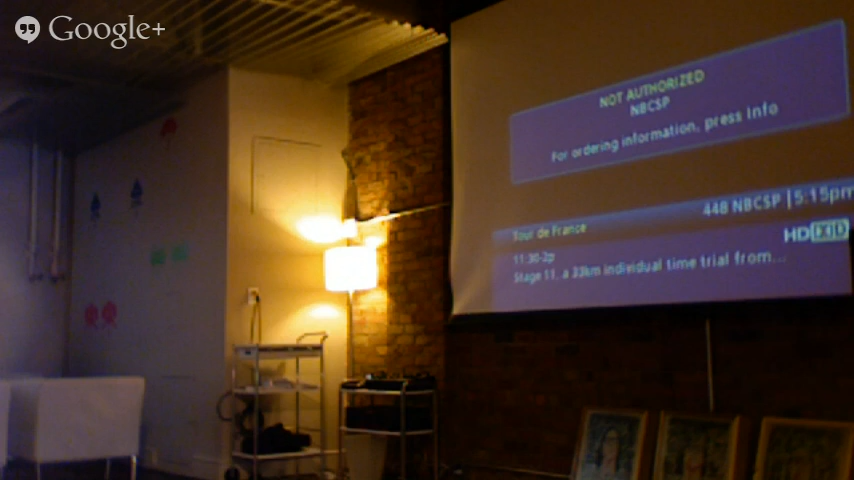 Google+
NOT AUTHORIZED
NBCSP
For ordering information, press Info
448 NBCSP | 5:15pm
Tour de France
HD
11:30-2p
Stage 11, a 33km individual time trial from...